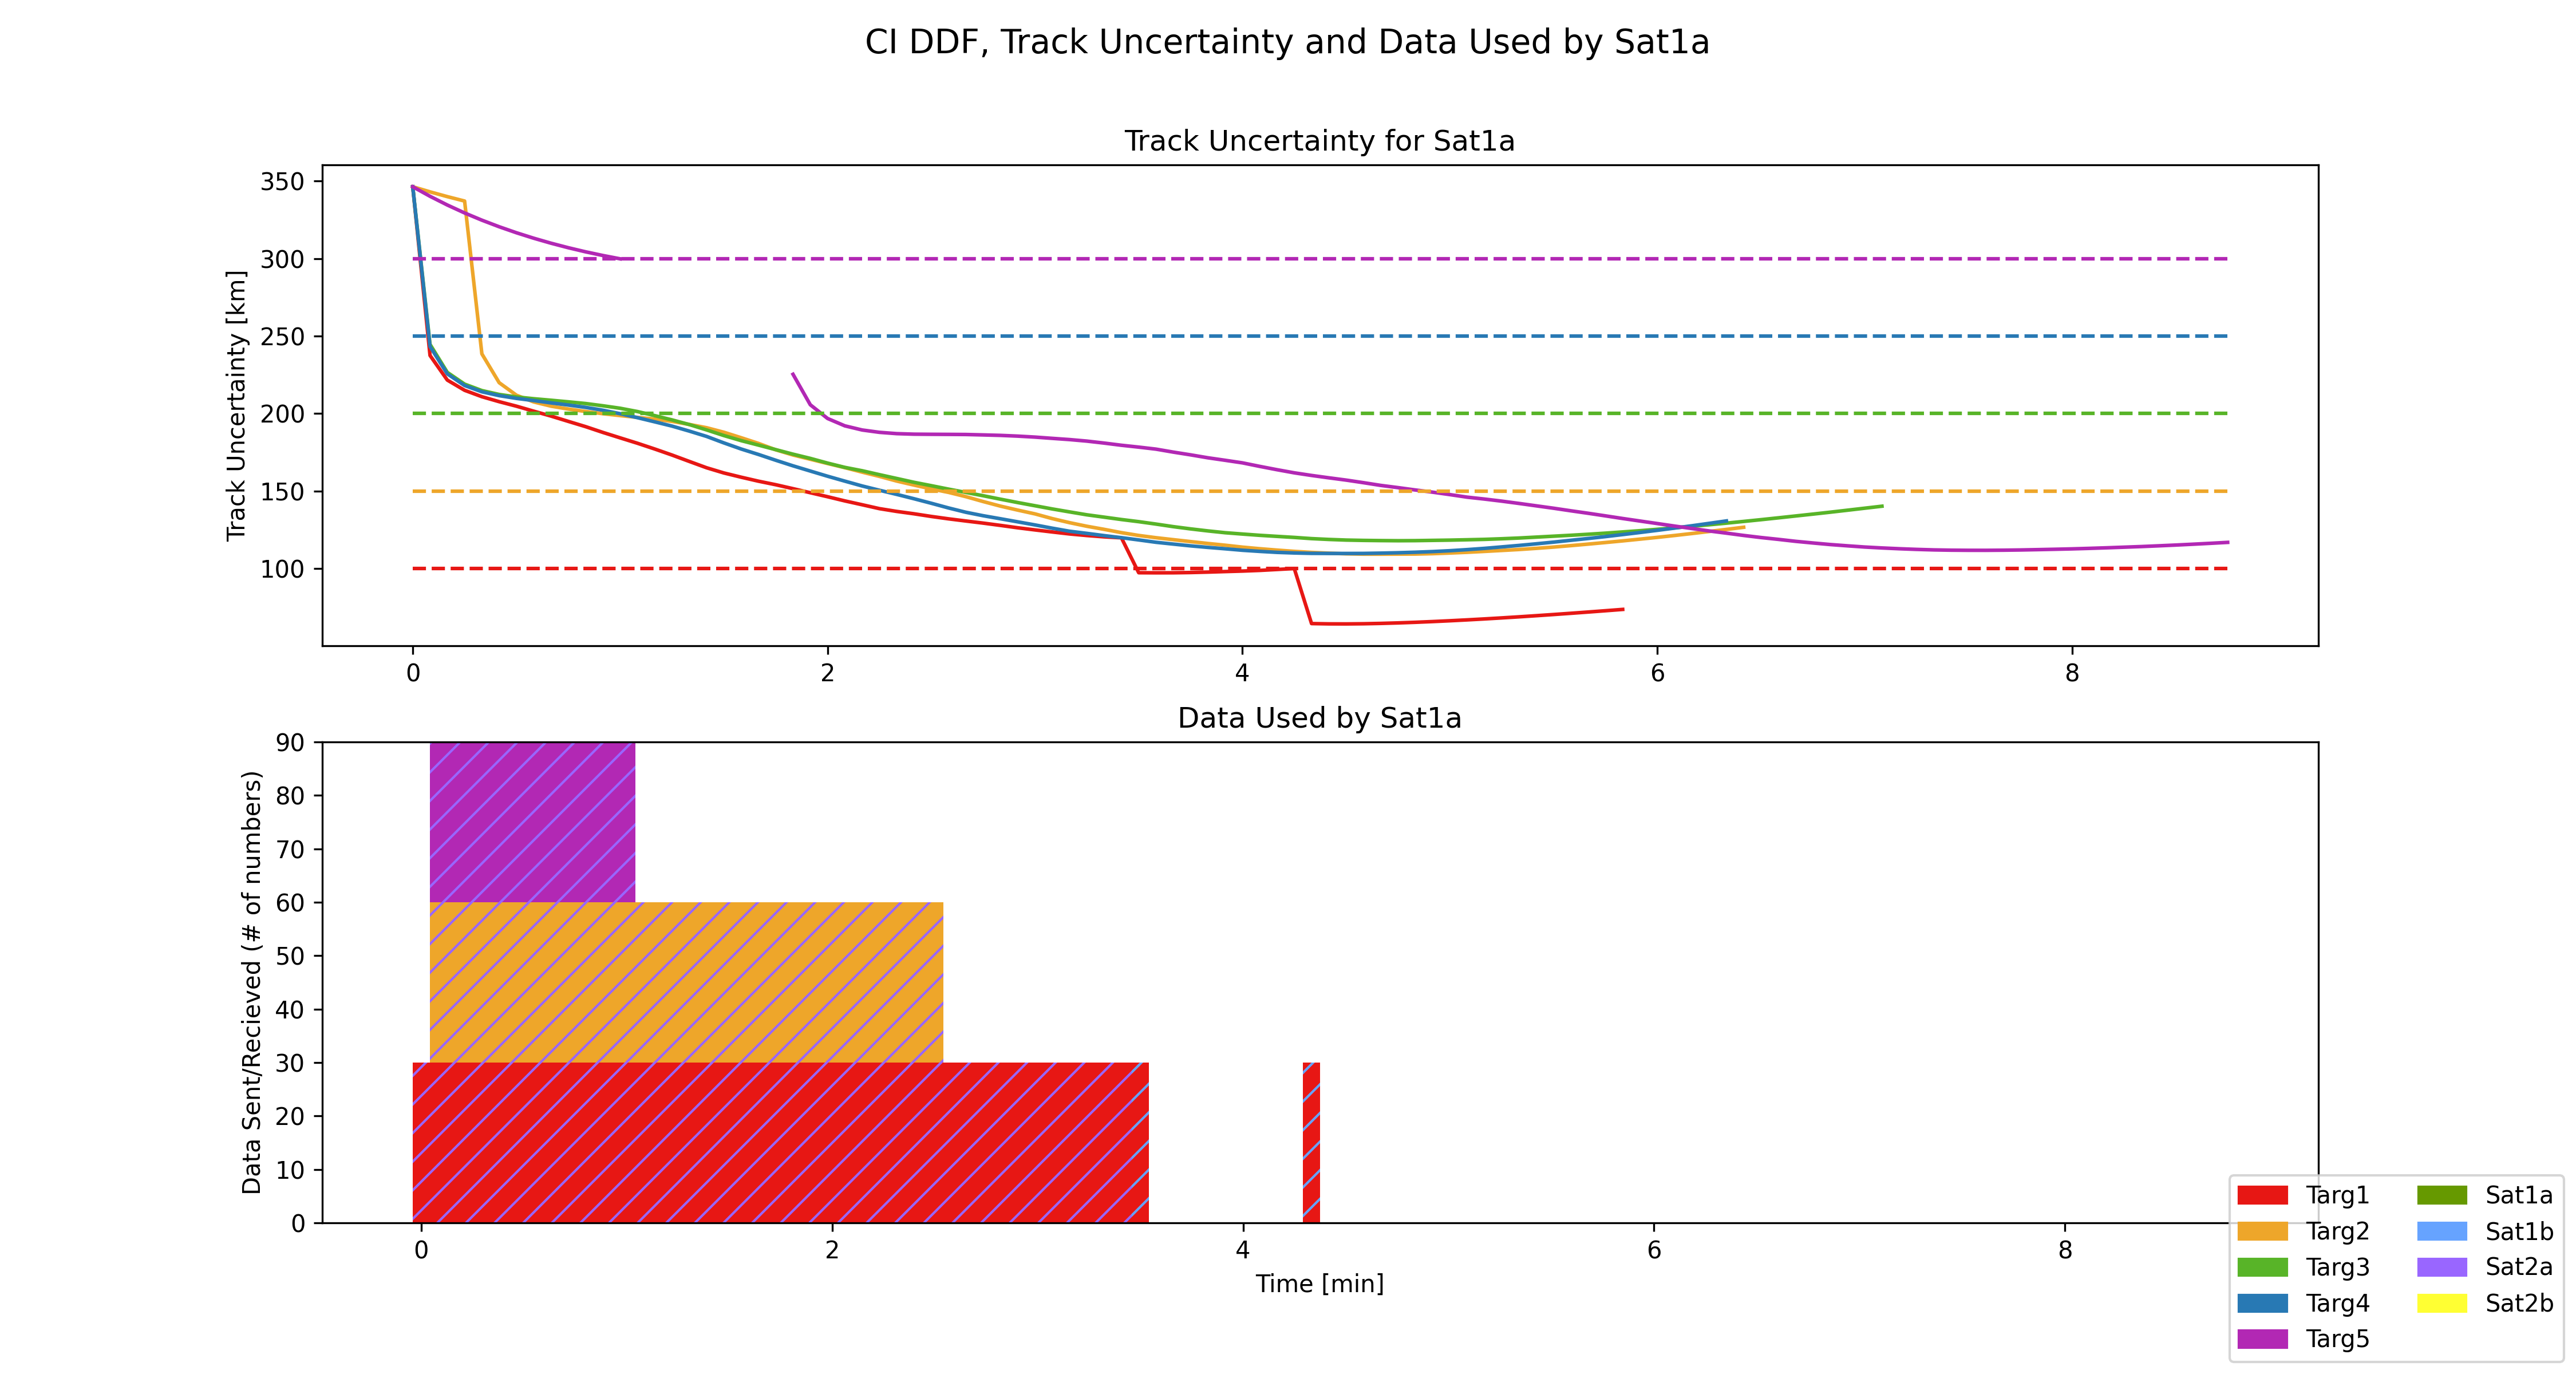 CI DDF, Track Uncertainty and Data Used by Sat1a
Track Uncertainty for Sat1a
Track Uncertainty [km]
350
300
250
200
150
100
0 2 4 6 8
Data Used by Sat1a
Data Sent/Recieved (# of numbers)
90
80
70
60
50
40
30
20
10
0
0 2 4 6 8
Time [min]
Targ1 Sat1a
Targ2 Sat1b
Targ3 Sat2a
Targ4 Sat2b
Targ5